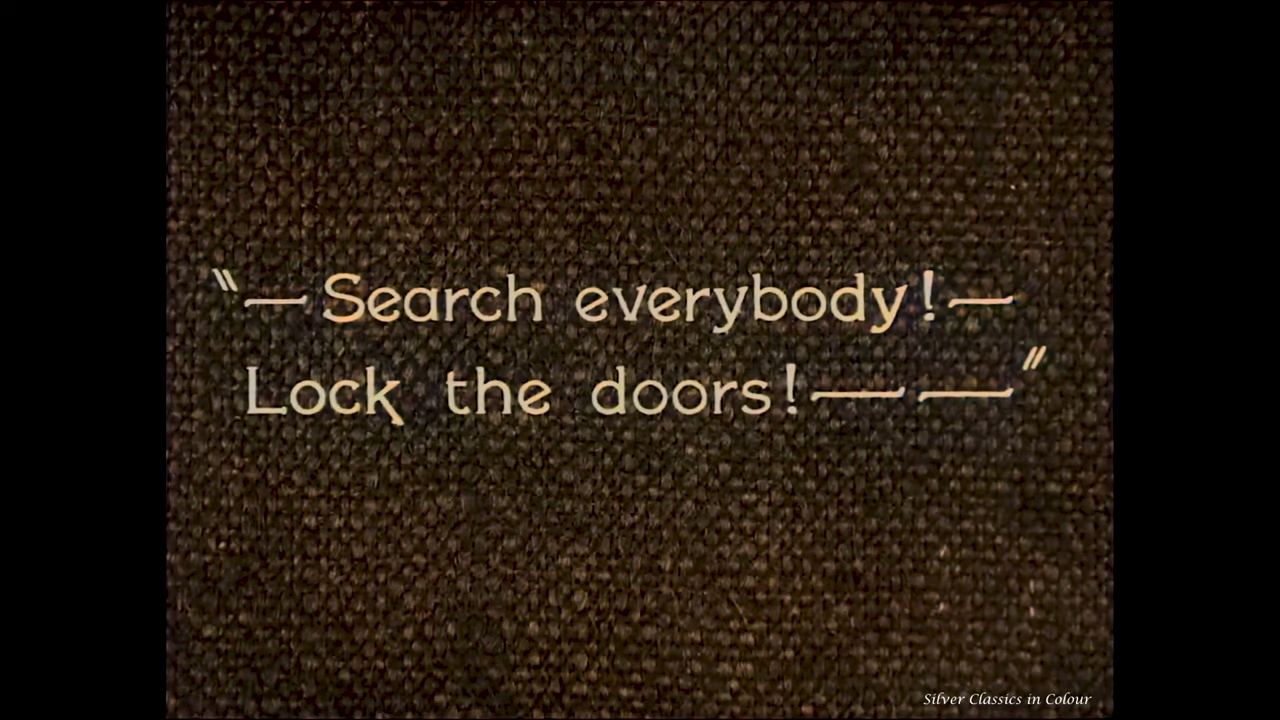 "— Search everybody! —
Lock the doors! — —"
Silver Classics in Colour